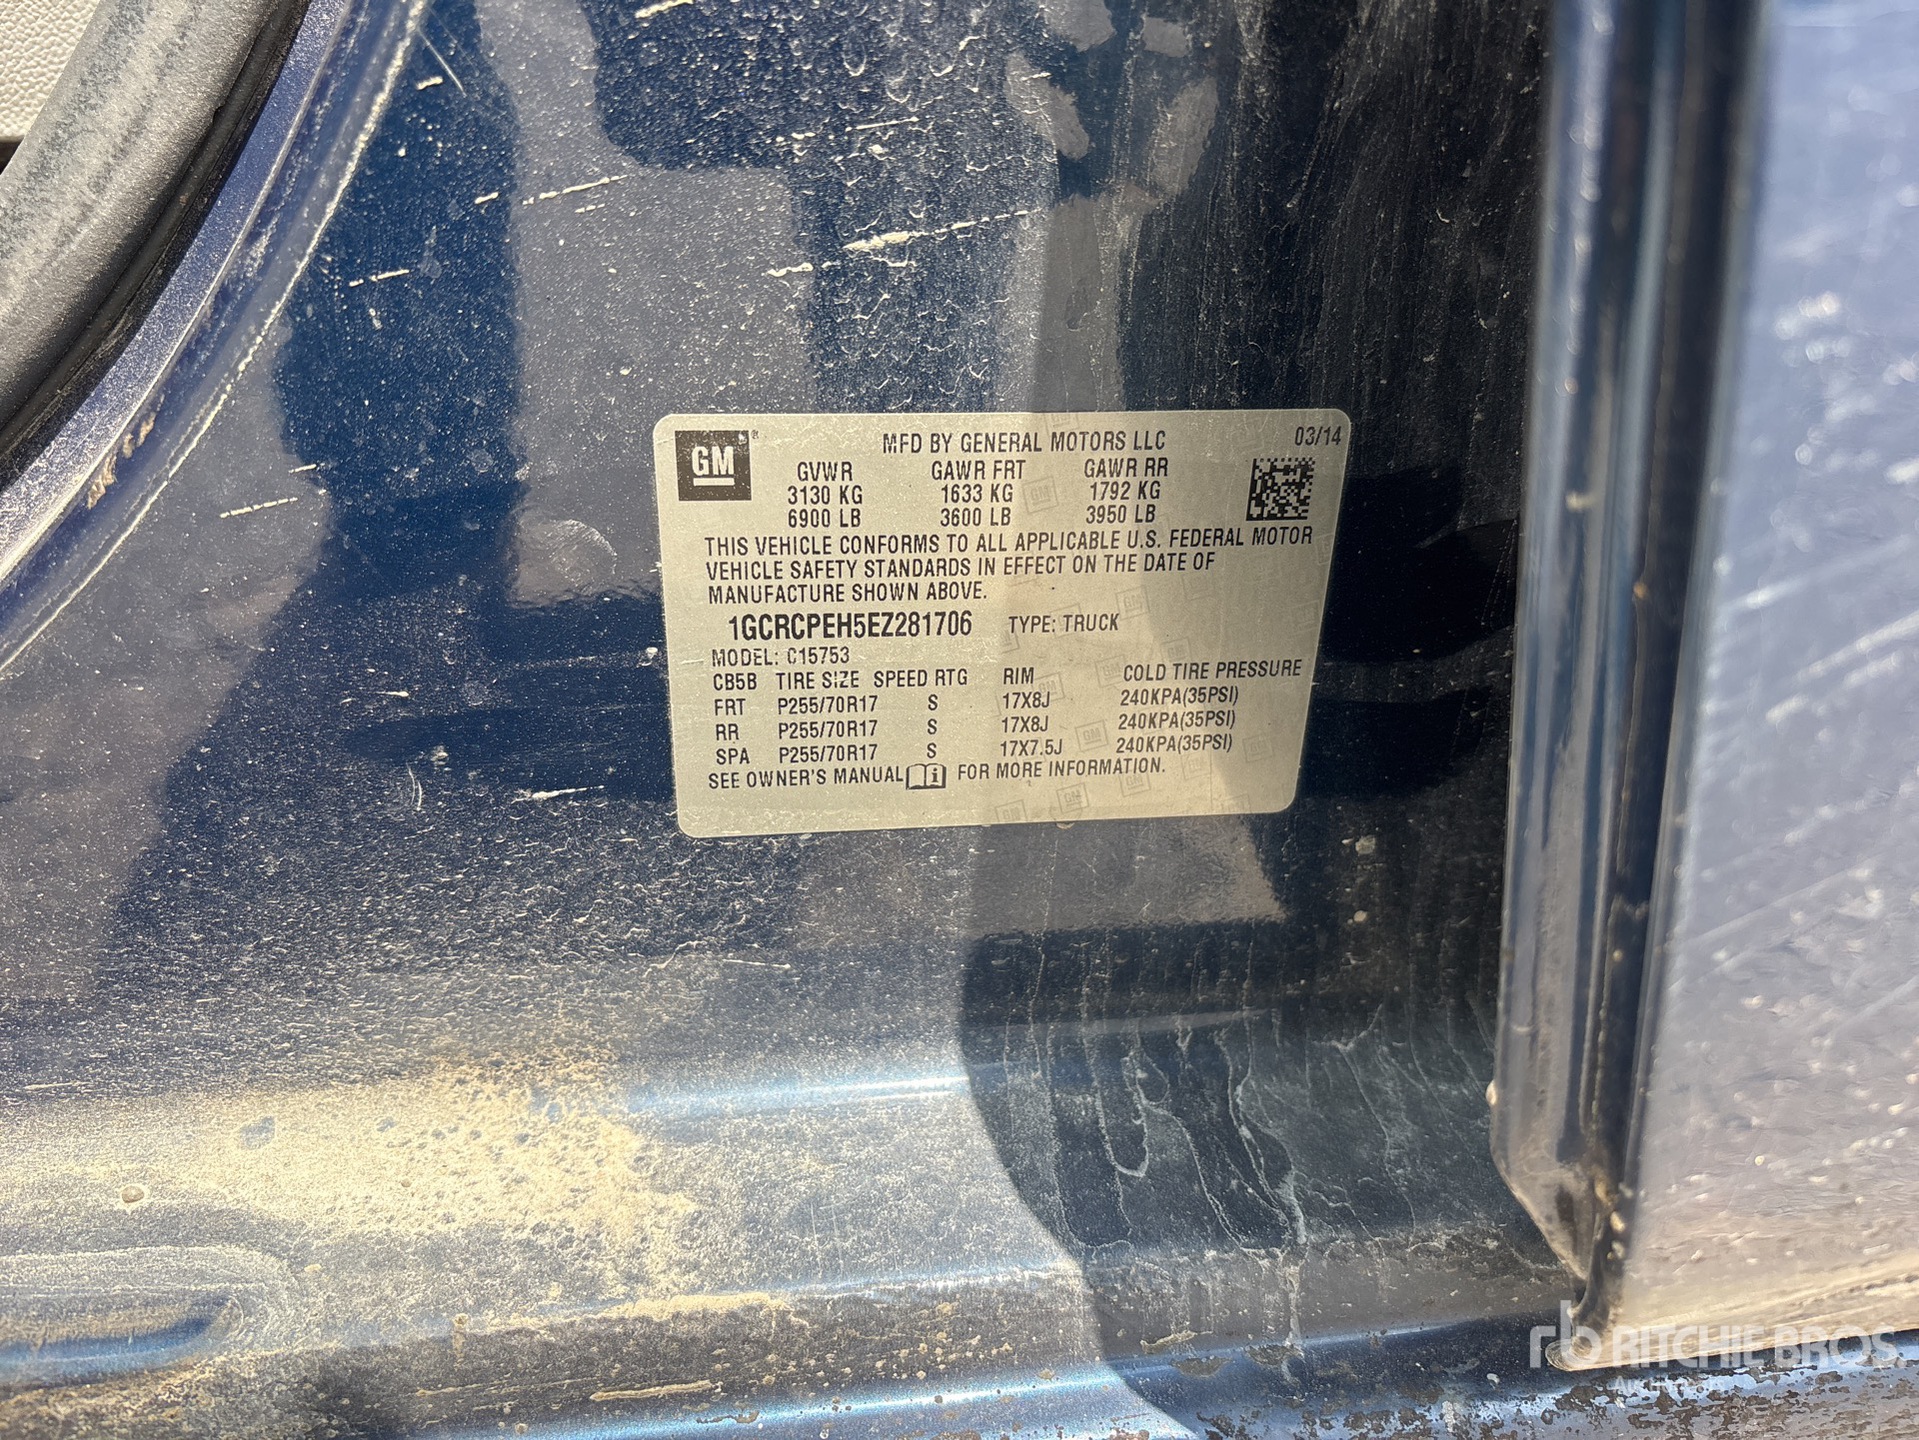 GM ® MFD BY GENERAL MOTORS LLC 03/14
GVWR GAWR FRT GAWR RR
3130 KG 1633 KG 1792 KG
6900 LB 3600 LB 3950 LB
THIS VEHICLE CONFORMS TO ALL APPLICABLE U.S. FEDERAL MOTOR
VEHICLE SAFETY STANDARDS IN EFFECT ON THE DATE OF
MANUFACTURE SHOWN ABOVE.
1GCRCPEH5EZ281706 TYPE: TRUCK
MODEL: C15753
CB5B TIRE SIZE SPEED RTG RIM COLD TIRE PRESSURE
FRT P255/70R17 S 17X8J 240KPA(35PSI)
RR P255/70R17 S 17X8J 240KPA(35PSI)
SPA P255/70R17 S 17X7.5J 240KPA(35PSI)
SEE OWNER'S MANUAL i FOR MORE INFORMATION.
rb RITCHIE BROS.